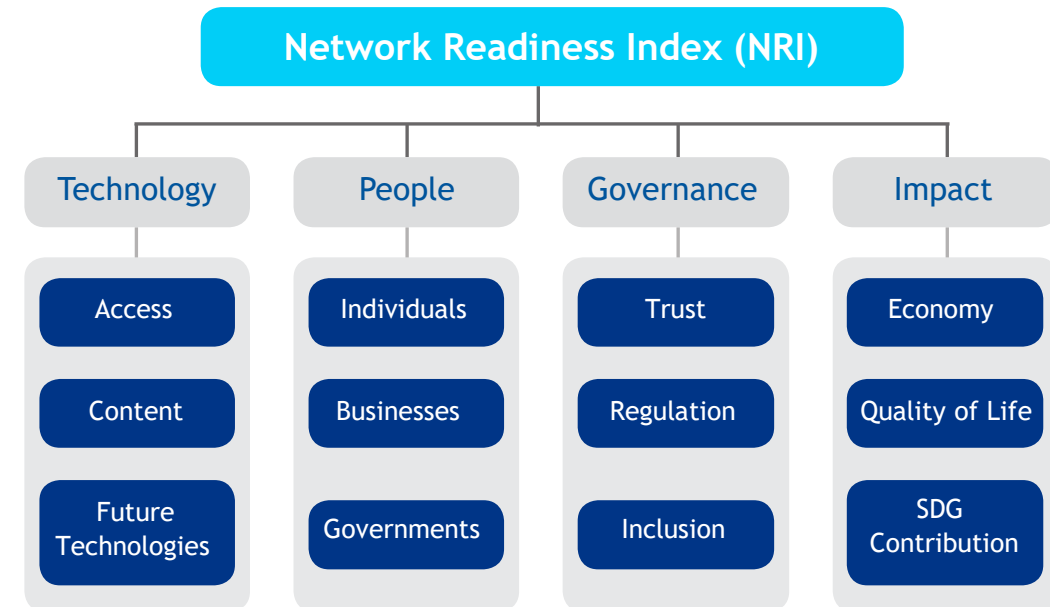 Network Readiness Index (NRI)
Technology
People
Governance
Impact
Access
Individuals
Trust
Economy
Content
Businesses
Regulation
Quality of Life
Future
Technologies
Governments
Inclusion
SDG
Contribution